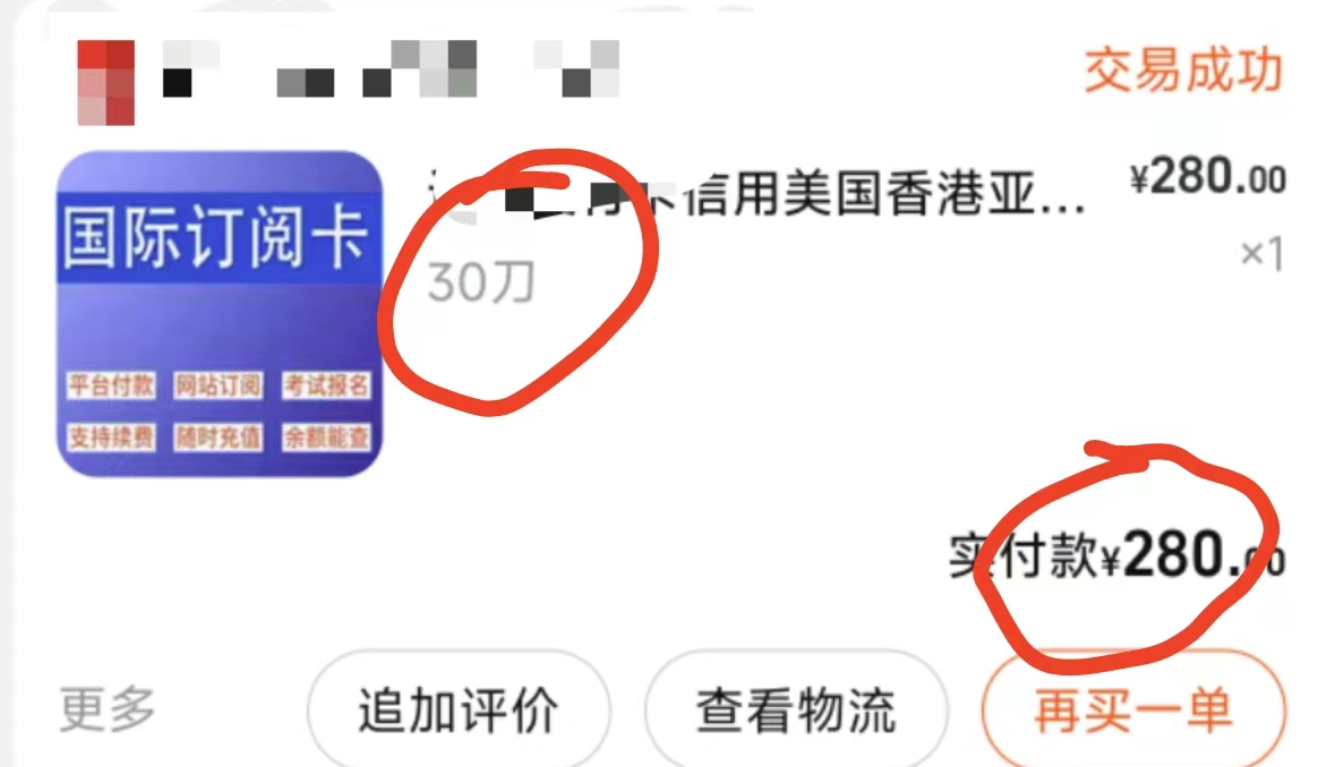 交易成功
信用美国香港亚... ¥280.00
30刀
×1
国际订阅卡
平台付款 网站订阅 考试报名
支持续费 随时充值 余额能查
实付款¥280.00
更多 追加评价 查看物流 再买一单